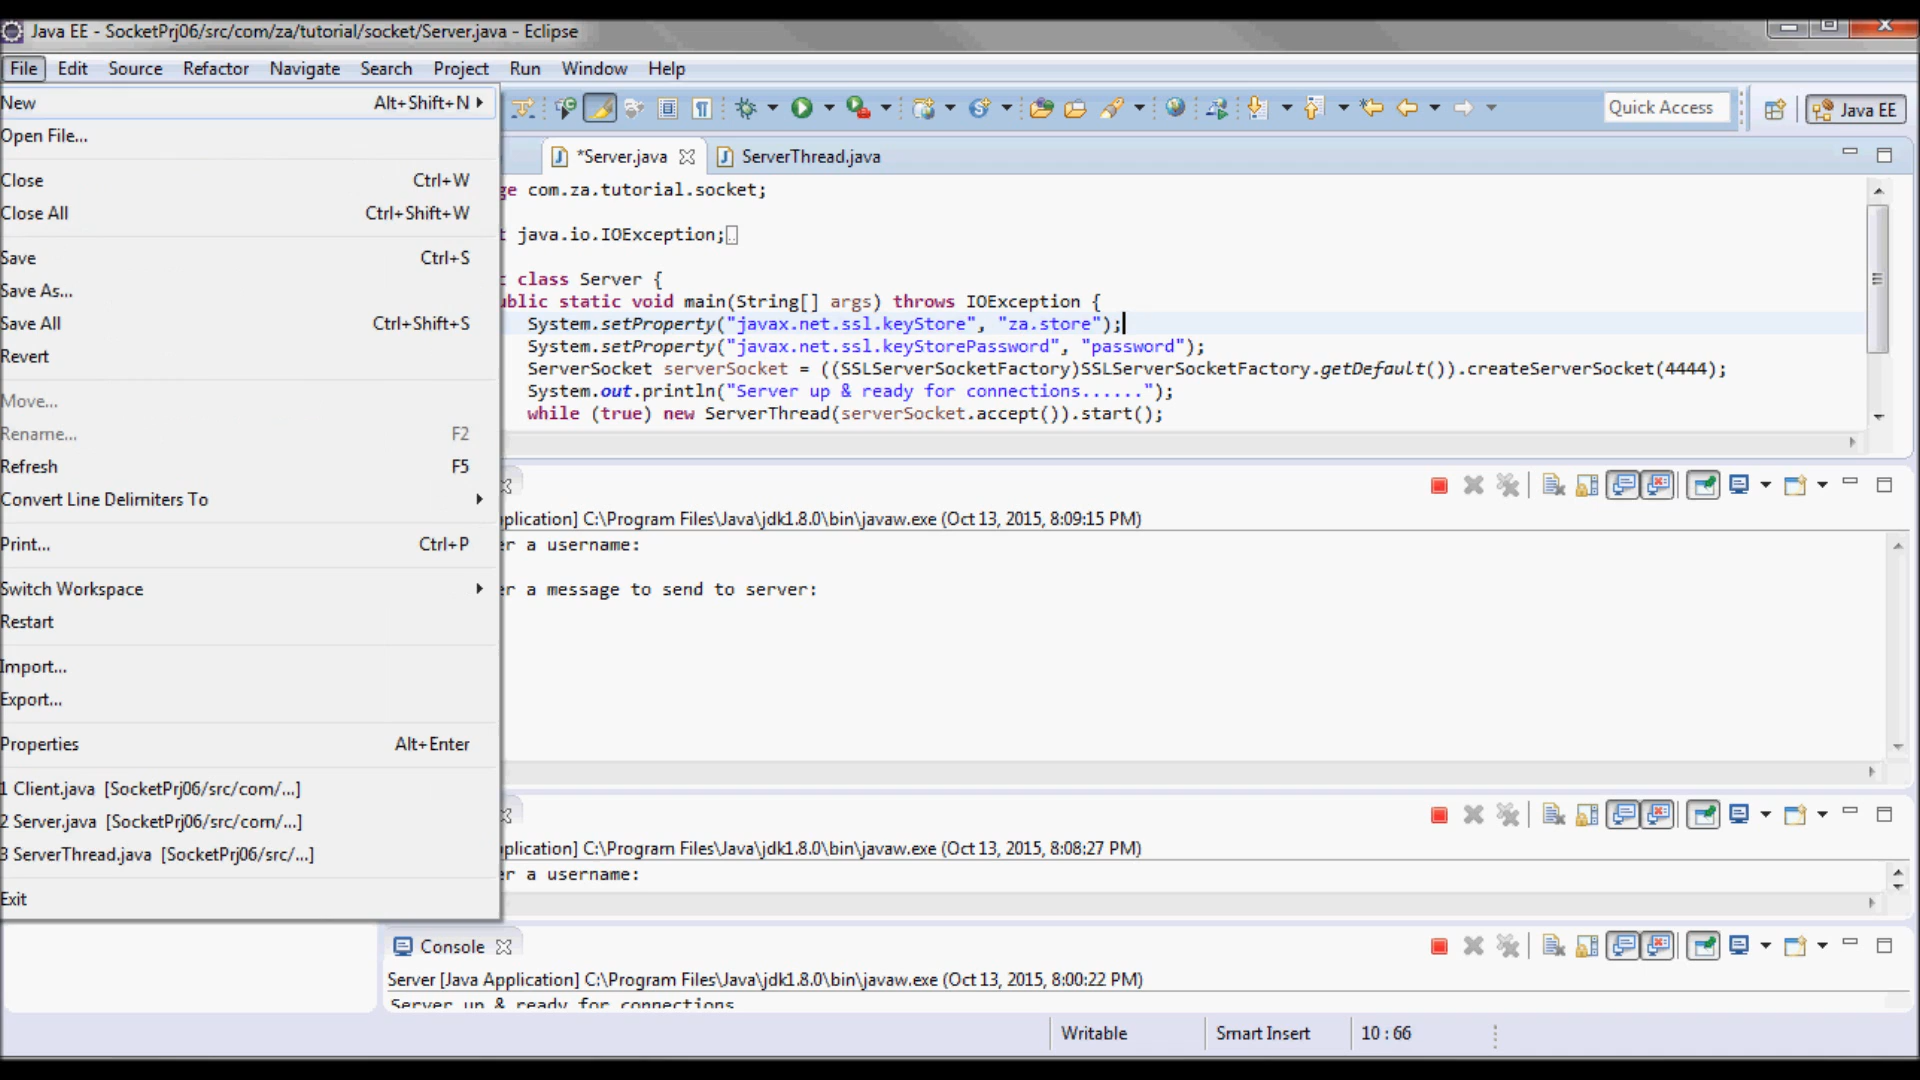 Java EE - SocketPrj06/src/com/za/tutorial/socket/Server.java - Eclipse
File Edit Source Refactor Navigate Search Project Run Window Help
New Alt+Shift+N
Open File...
Close Ctrl+W
Close All Ctrl+Shift+W
Save Ctrl+S
Save As...
Save All Ctrl+Shift+S
Revert
Move...
Rename... F2
Refresh F5
Convert Line Delimiters To
Print... Ctrl+P
Switch Workspace
Restart
Import...
Export...
Properties Alt+Enter
1 Client.java [SocketPrj06/src/com/...]
2 Server.java [SocketPrj06/src/com/...]
3 ServerThread.java [SocketPrj06/src/...]
Exit
Quick Access
Java EE
*Server.java
ServerThread.java
ge com.za.tutorial.socket;
t java.io.IOException;
c class Server {
ublic static void main(String[] args) throws IOException {
System.setProperty("javax.net.ssl.keyStore", "za.store");
System.setProperty("javax.net.ssl.keyStorePassword", "password");
ServerSocket serverSocket = ((SSLServerSocketFactory)SSLServerSocketFactory.getDefault()).createServerSocket(4444);
System.out.println("Server up & ready for connections......");
while (true) new ServerThread(serverSocket.accept()).start();
plication] C:\Program Files\Java\jdk1.8.0\bin\javaw.exe (Oct 13, 2015, 8:09:15 PM)
er a username:
er a message to send to server:
plication] C:\Program Files\Java\jdk1.8.0\bin\javaw.exe (Oct 13, 2015, 8:08:27 PM)
er a username:
Console
Server [Java Application] C:\Program Files\Java\jdk1.8.0\bin\javaw.exe (Oct 13, 2015, 8:00:22 PM)
Server up & ready for connections
Writable Smart Insert 10 : 66